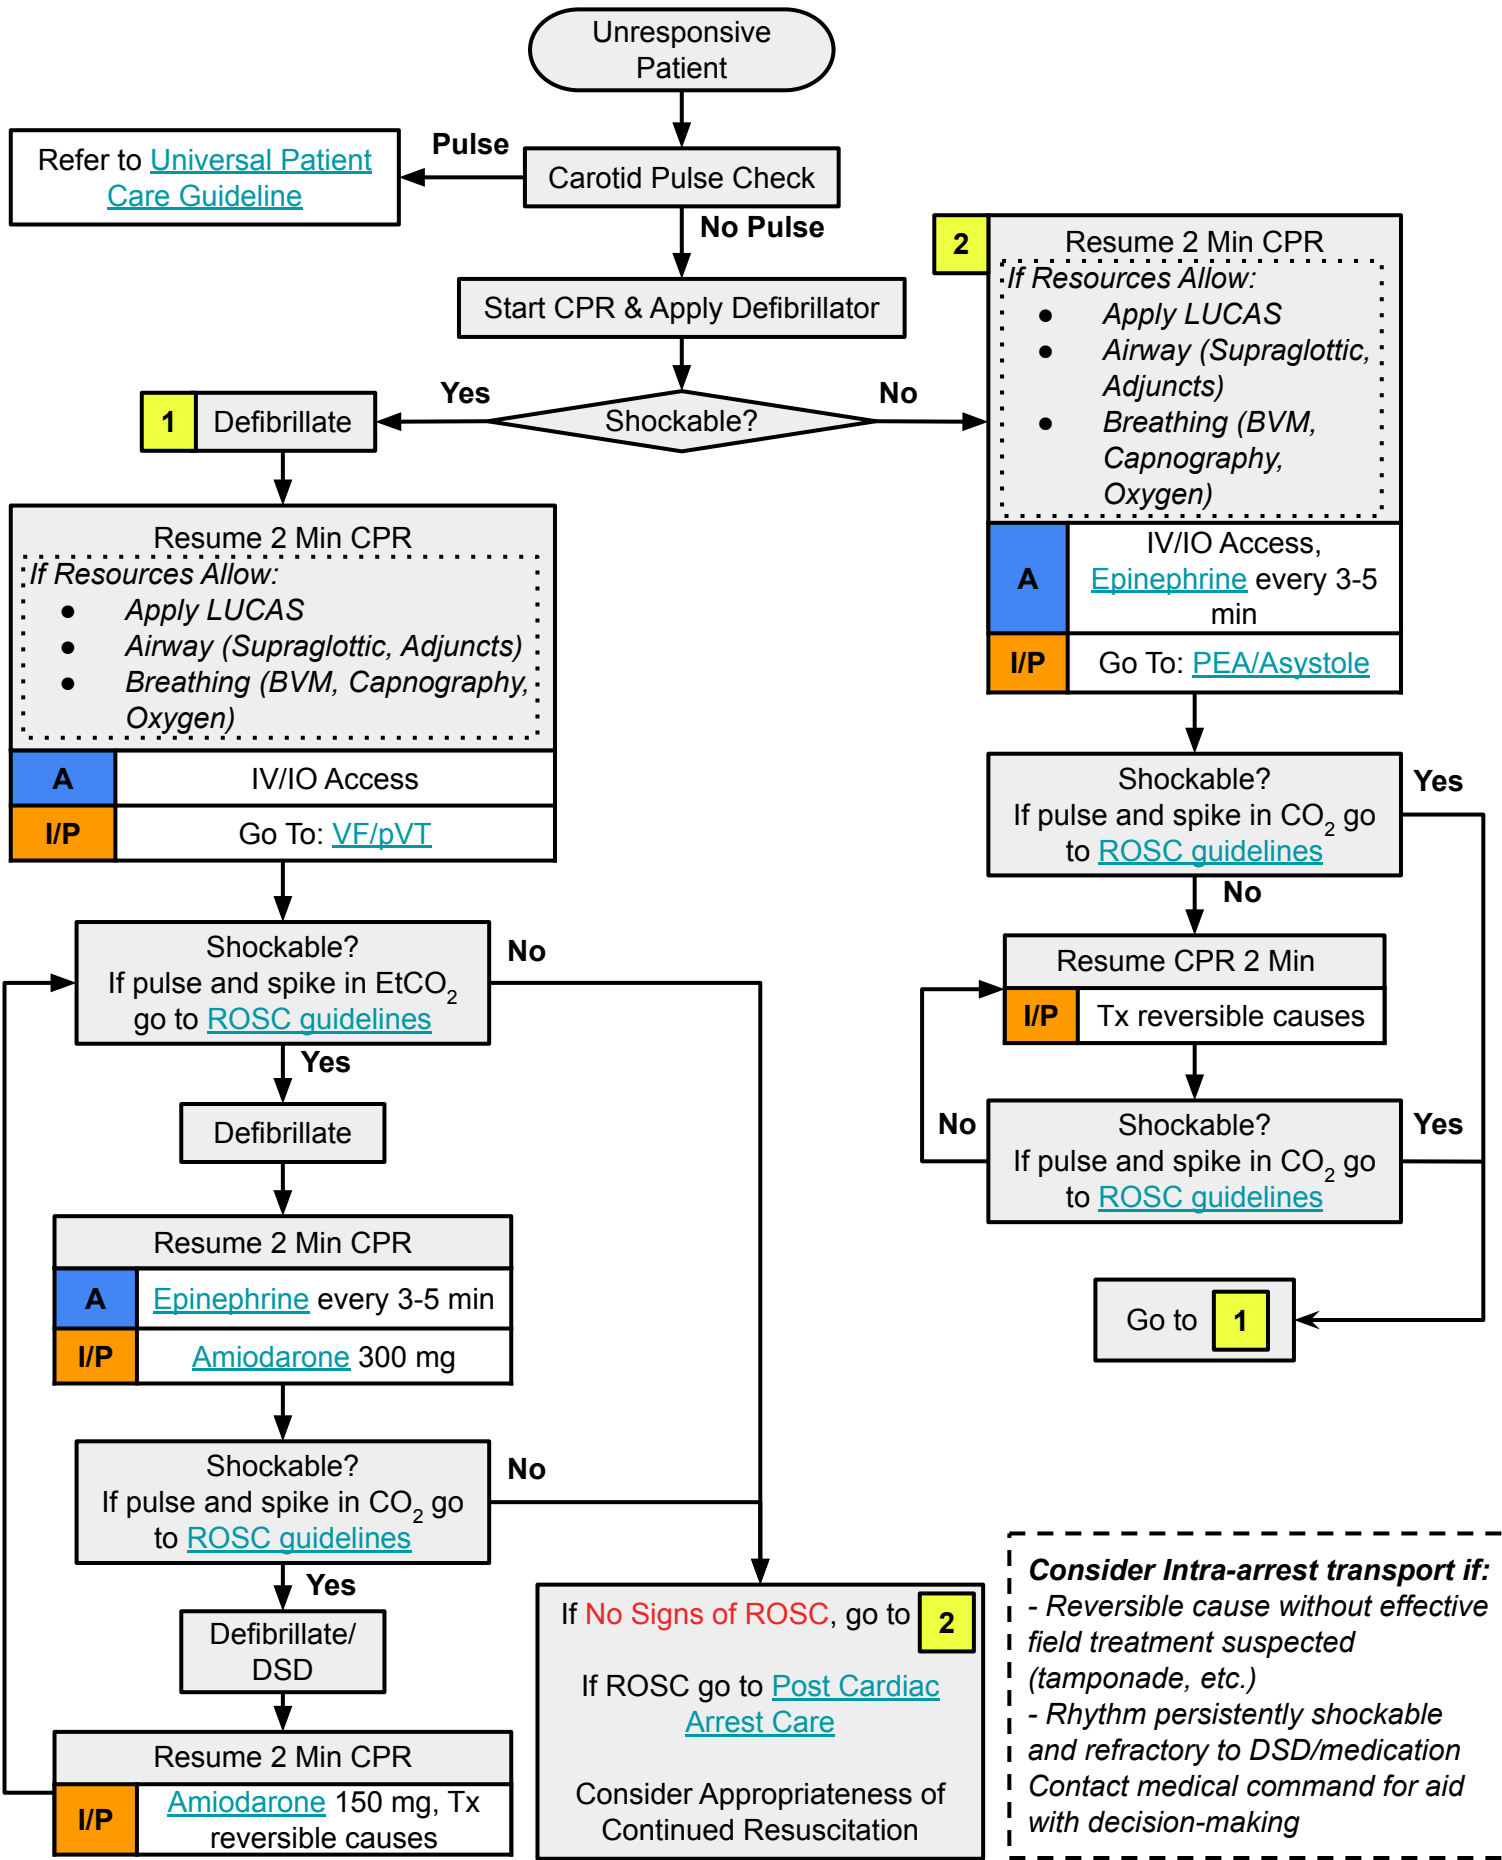 Unresponsive
Patient
Pulse
Refer to Universal Patient
Care Guideline
Carotid Pulse Check
No Pulse
Start CPR & Apply Defibrillator
Yes
Shockable?
No
1 Defibrillate
Resume 2 Min CPR
If Resources Allow:
● Apply LUCAS
● Airway (Supraglottic, Adjuncts)
● Breathing (BVM, Capnography,
Oxygen)
A IV/IO Access
I/P Go To: VF/pVT
Shockable?
If pulse and spike in EtCO2
go to ROSC guidelines
No
Yes
Defibrillate
Resume 2 Min CPR
A Epinephrine every 3-5 min
I/P Amiodarone 300 mg
Shockable?
If pulse and spike in CO2 go
to ROSC guidelines
No
Yes
Defibrillate/
DSD
Resume 2 Min CPR
I/P Amiodarone 150 mg, Tx
reversible causes
If No Signs of ROSC, go to 2
If ROSC go to Post Cardiac
Arrest Care
Consider Appropriateness of
Continued Resuscitation
2 Resume 2 Min CPR
If Resources Allow:
● Apply LUCAS
● Airway (Supraglottic,
Adjuncts)
● Breathing (BVM,
Capnography,
Oxygen)
A IV/IO Access,
Epinephrine every 3-5
min
I/P Go To: PEA/Asystole
Shockable?
If pulse and spike in CO2 go
to ROSC guidelines
Yes
No
Resume CPR 2 Min
I/P Tx reversible causes
No
Shockable?
If pulse and spike in CO2 go
to ROSC guidelines
Yes
Go to 1
Consider Intra-arrest transport if:
- Reversible cause without effective
field treatment suspected
(tamponade, etc.)
- Rhythm persistently shockable
and refractory to DSD/medication
Contact medical command for aid
with decision-making